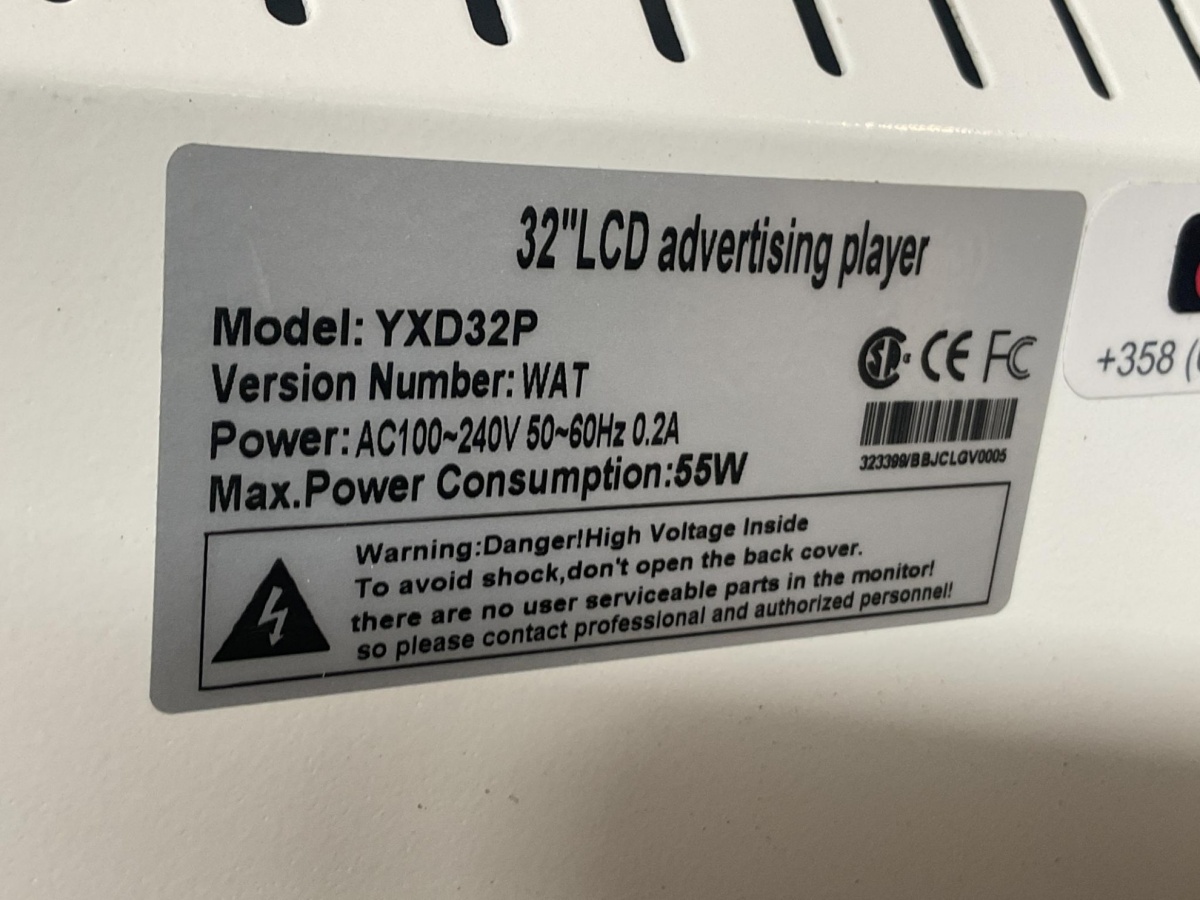 32"LCD advertising player
Model: YXD32P
Version Number: WAT
Power: AC100~240V 50~60Hz 0.2A
Max.Power Consumption:55W
CE FC
323399/BBJCLGV0005
Warning:Danger!High Voltage Inside
To avoid shock,don't open the back cover.
there are no user serviceable parts in the monitor!
so please contact professional and authorized personnel!
+358 (